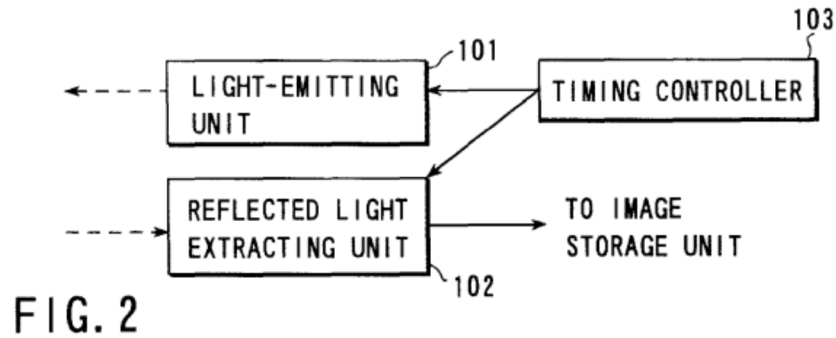 103
101
LIGHT-EMITTING
UNIT
TIMING CONTROLLER
REFLECTED LIGHT
EXTRACTING UNIT
TO IMAGE
STORAGE UNIT
102
FIG. 2